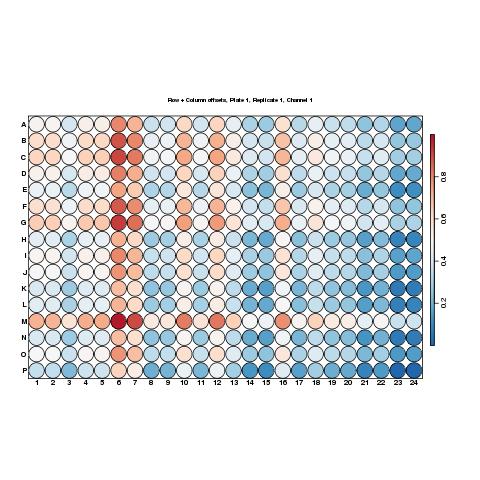 Row + Column offsets, Plate 1, Replicate 1, Channel 1
A
B
C
D
E
F
G
H
I
J
K
L
M
N
O
P
1 2 3 4 5 6 7 8 9 10 11 12 13 14 15 16 17 18 19 20 21 22 23 24
0.8
0.6
0.4
0.2